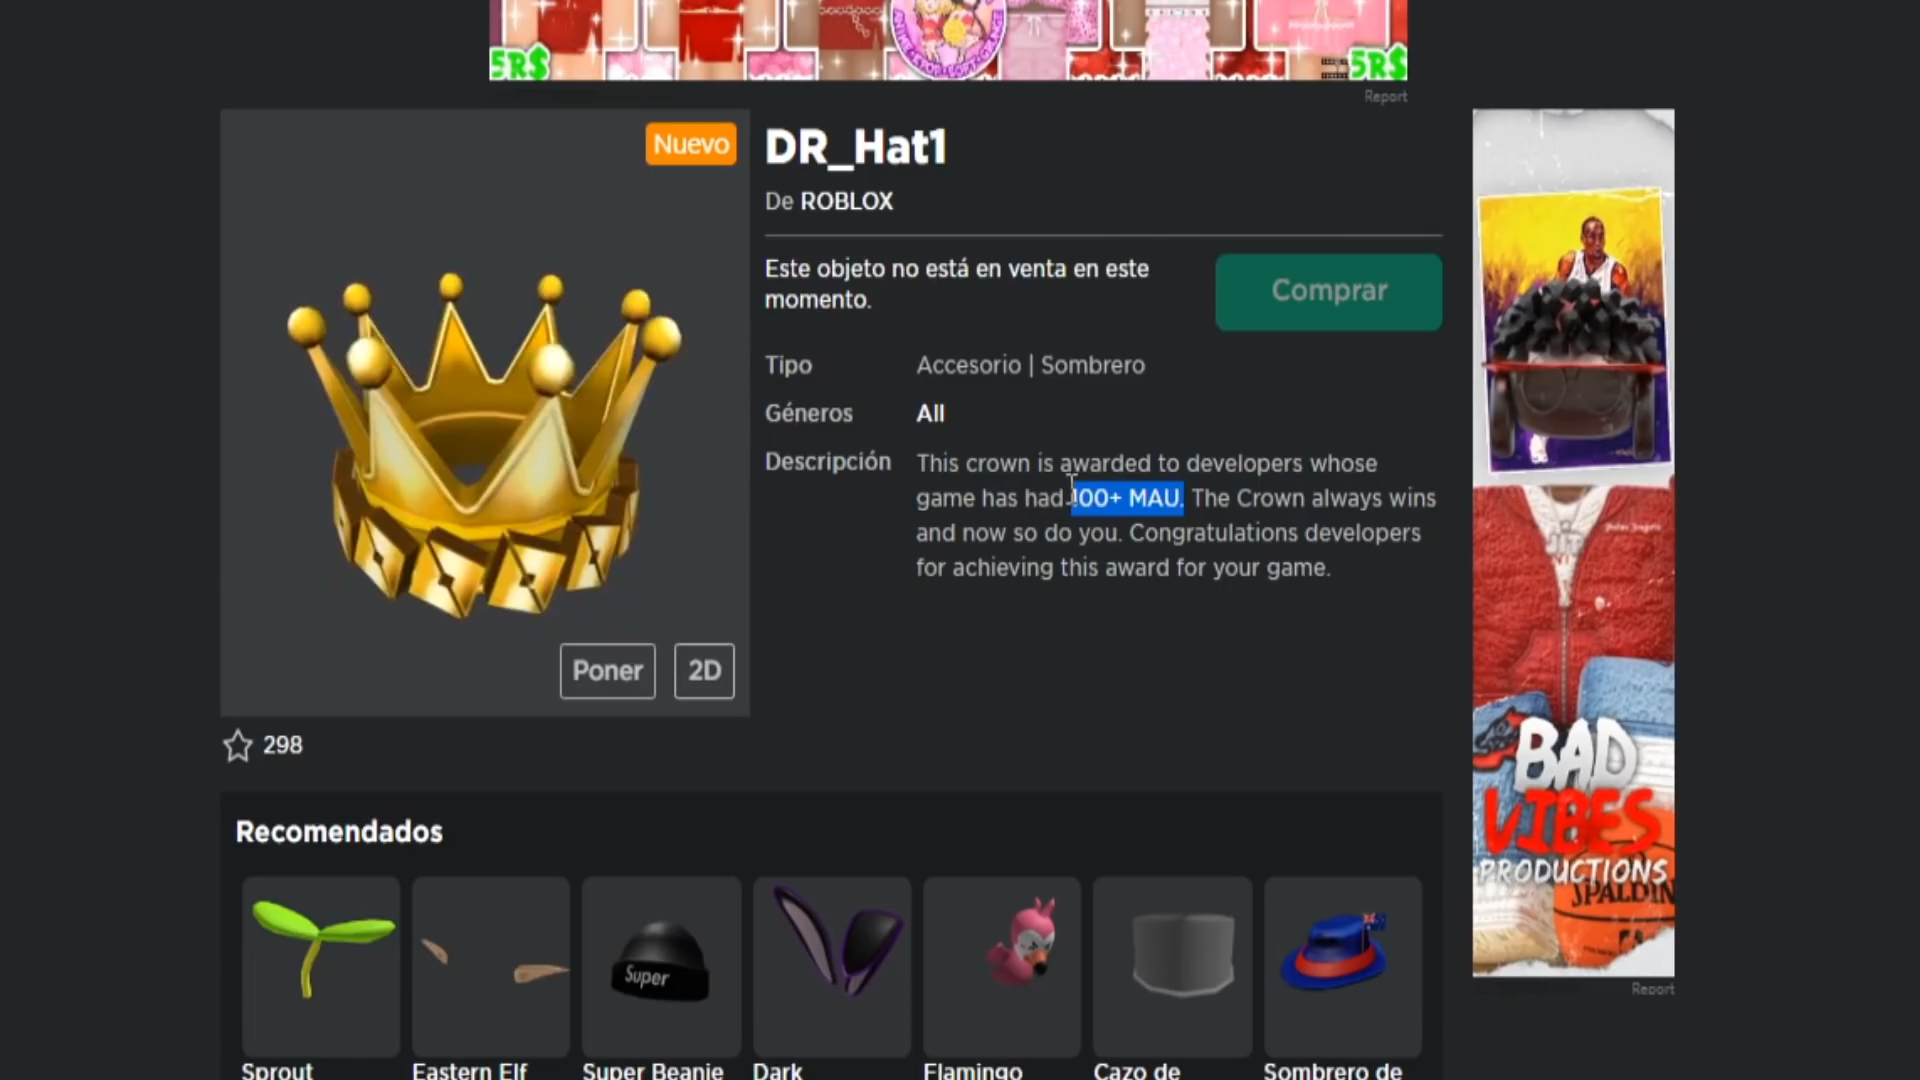 5R$
5R$
Report
Nuevo
DR_Hat1
De ROBLOX
Este objeto no está en venta en este
momento.
Comprar
Tipo
Accesorio | Sombrero
Géneros
All
Descripción
This crown is awarded to developers whose
game has had 100+ MAU. The Crown always wins
and now so do you. Congratulations developers
for achieving this award for your game.
Poner
2D
298
BAD
VIBES
PRODUCTIONS
SPALDIN
Report
Recomendados
Super
Sprout
Eastern Elf
Super Beanie
Dark
Flamingo
Cazo de
Sombrero de